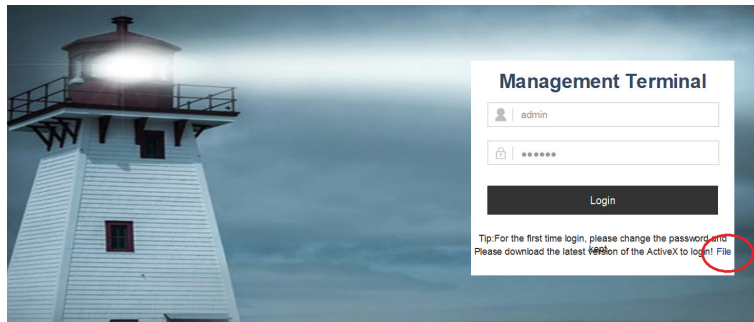 Management Terminal
admin
••••••
Login
Tip:For the first time login, please change the password and
kept
Please download the latest version of the ActiveX to login! File